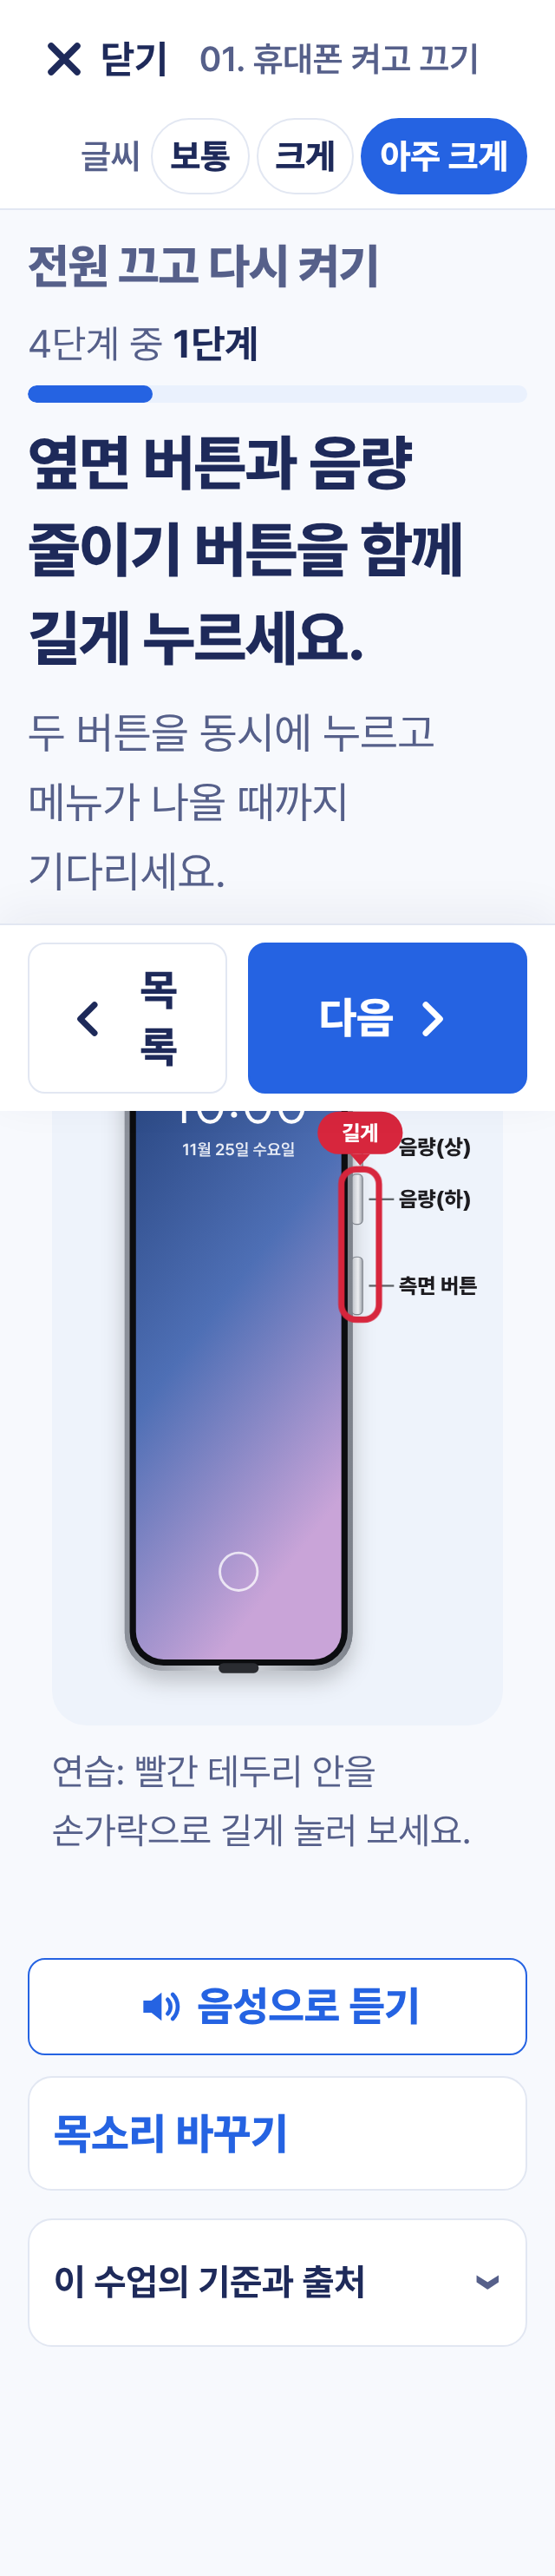 닫기 01. 휴대폰 켜고 끄기
글씨 보통 크게 아주 크게
전원 끄고 다시 켜기
4단계 중 1단계
옆면 버튼과 음량
줄이기 버튼을 함께
길게 누르세요.
두 버튼을 동시에 누르고
메뉴가 나올 때까지
기다리세요.
목
록
다음
길게
음량(상)
11월 25일 수요일
음량(하)
측면 버튼
연습: 빨간 테두리 안을
손가락으로 길게 눌러 보세요.
음성으로 듣기
목소리 바꾸기
이 수업의 기준과 출처